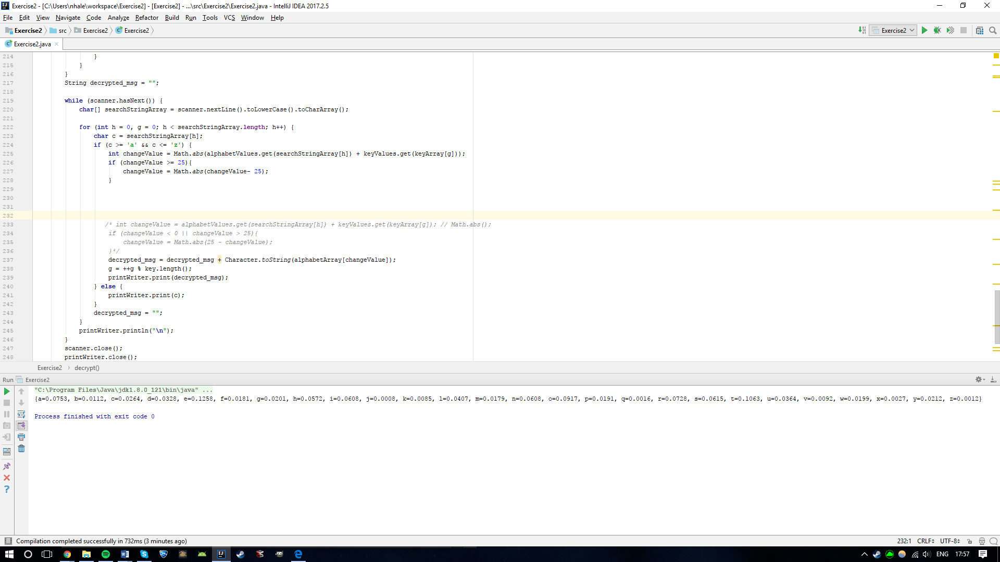 Exercise2 - [C:\Users\nhale\workspace\Exercise2] - [Exercise2] - ...\src\Exercise2\Exercise2.java - IntelliJ IDEA 2017.2.5
File Edit View Navigate Code Analyze Refactor Build Run Tools VCS Window Help
Exercise2 src Exercise2 Exercise2 Exercise2
Exercise2.java
214 }
215 }
216 }
217 String decrypted_msg = "";
218
219 while (scanner.hasNext()) {
220 char[] searchStringArray = scanner.nextLine().toLowerCase().toCharArray();
221
222 for (int h = 0, g = 0; h < searchStringArray.length; h++) {
223 char c = searchStringArray[h];
224 if (c >= 'a' && c <= 'z') {
225 int changeValue = Math.abs(alphabetValues.get(searchStringArray[h]) + keyValues.get(keyArray[g]));
226 if (changeValue >= 25){
227 changeValue = Math.abs(changeValue- 25);
228 }
229
230
231
232
233 /* int changeValue = alphabetValues.get(searchStringArray[h]) + keyValues.get(keyArray[g]); // Math.abs();
234 if (changeValue < 0 || changeValue > 25){
235 changeValue = Math.abs(25 - changeValue);
236 }*/
237 decrypted_msg = decrypted_msg + Character.toString(alphabetArray[changeValue]);
238 g = ++g % key.length();
239 printWriter.print(decrypted_msg);
240 } else {
241 printWriter.print(c);
242 }
243 decrypted_msg = "";
244 }
245 printWriter.println("\n");
246 }
247 scanner.close();
248 printWriter.close();
Exercise2 › decrypt()
Run Exercise2
"C:\Program Files\Java\jdk1.8.0_121\bin\java" ...
{a=0.0753, b=0.0112, c=0.0264, d=0.0328, e=0.1258, f=0.0181, g=0.0201, h=0.0572, i=0.0608, j=0.0008, k=0.0085, l=0.0407, m=0.0179, n=0.0608, o=0.0917, p=0.0191, q=0.0016, r=0.0728, s=0.0615, t=0.1063, u=0.0364, v=0.0092, w=0.0199, x=0.0027, y=0.0212, z=0.0012}
Process finished with exit code 0
Compilation completed successfully in 732ms (3 minutes ago) 232:1 CRLF UTF-8
ENG 17:57